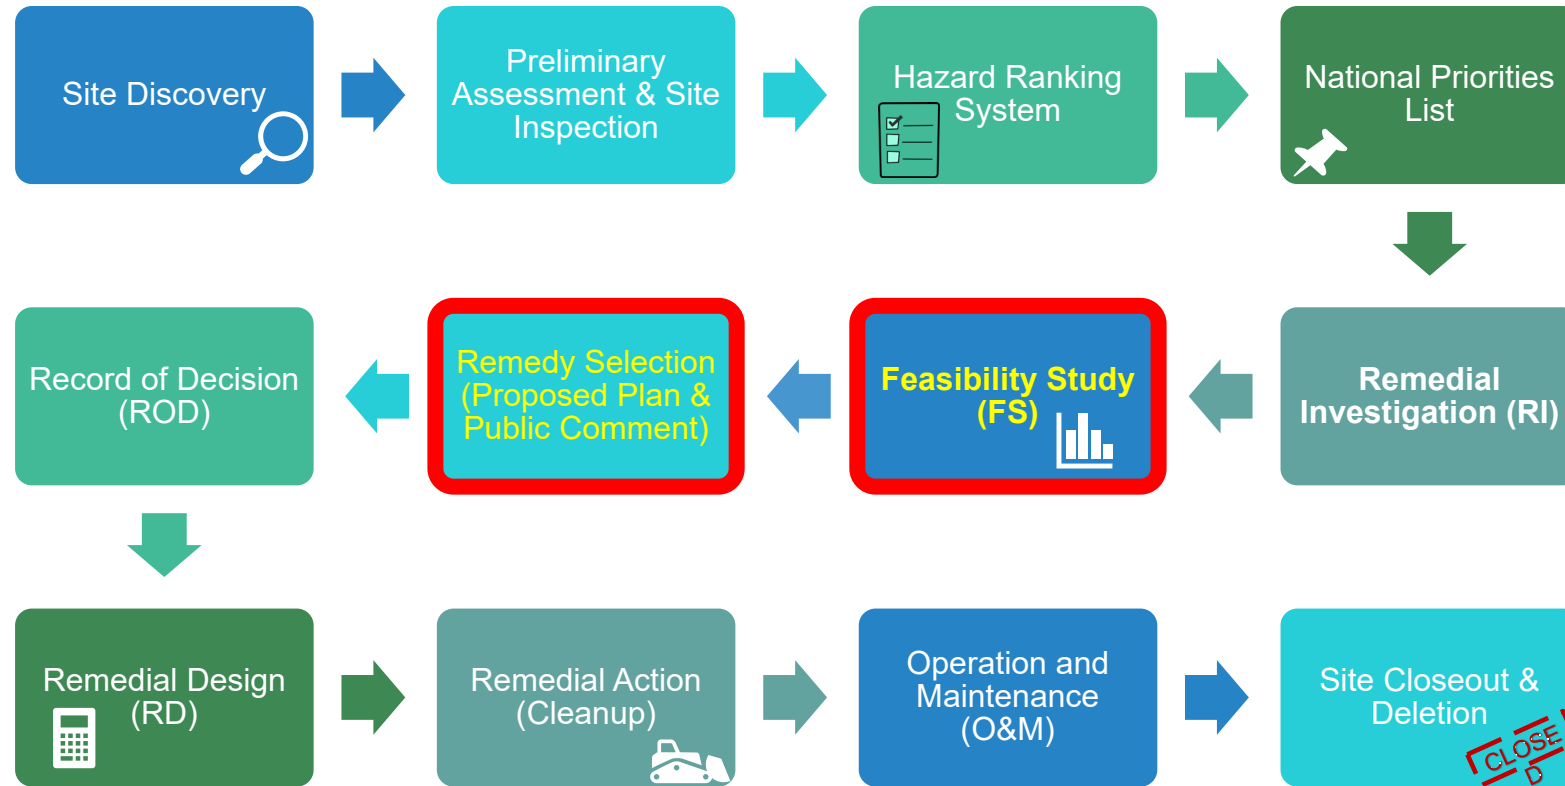 Site Discovery
Preliminary
Assessment & Site
Inspection
Hazard Ranking
System
National Priorities
List
Record of Decision
(ROD)
Remedy Selection
(Proposed Plan &
Public Comment)
Feasibility Study
(FS)
Remedial
Investigation (RI)
Remedial Design
(RD)
Remedial Action
(Cleanup)
Operation and
Maintenance
(O&M)
Site Closeout &
Deletion
CLOSE
D